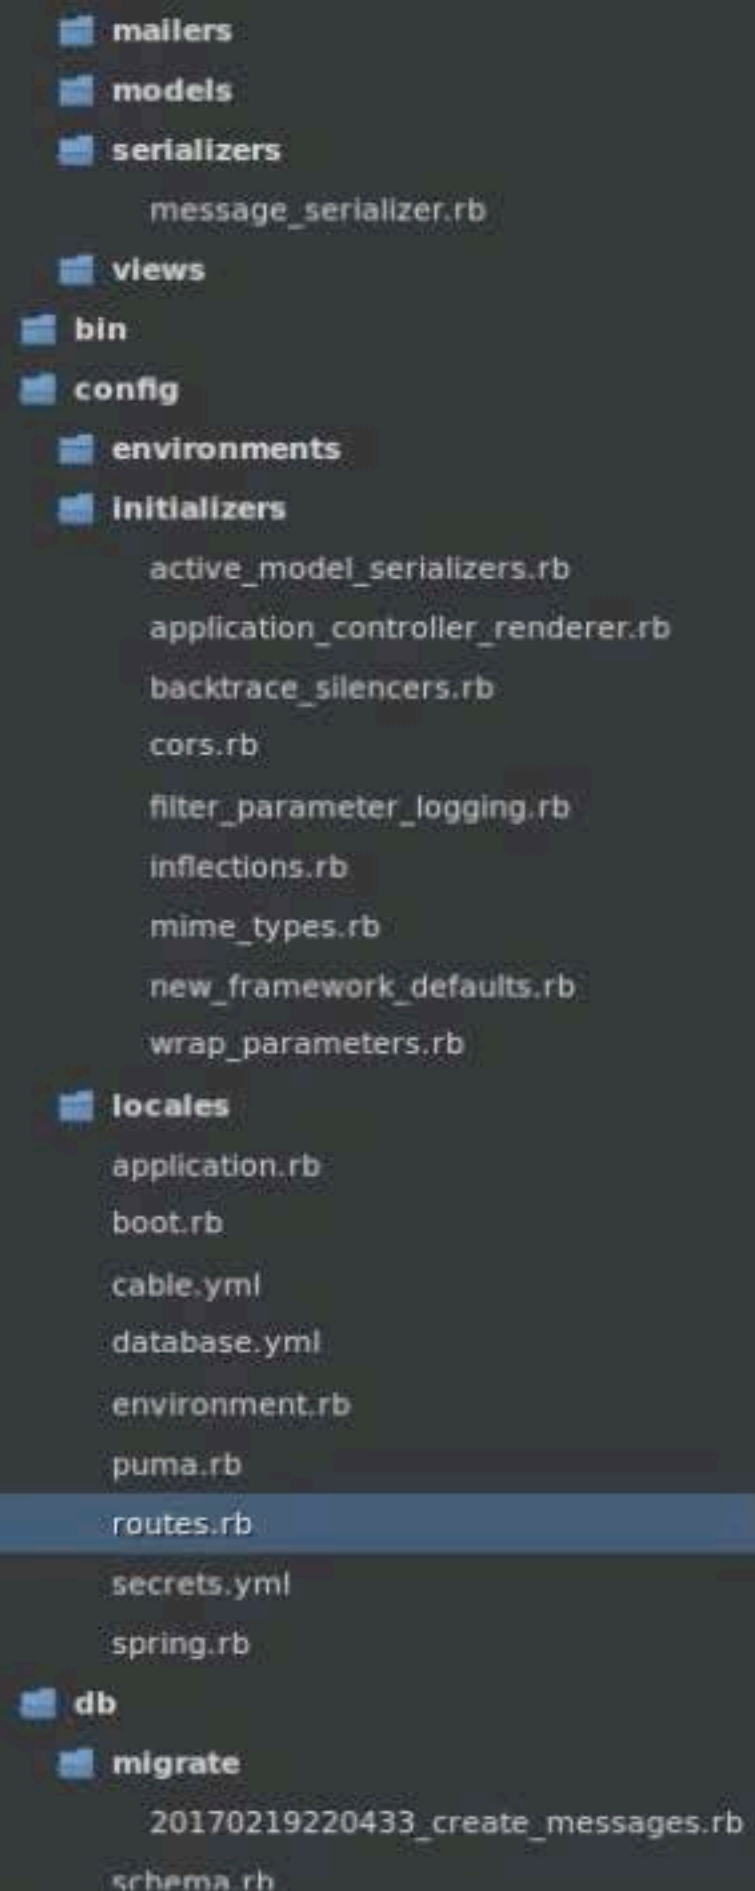 mailers
models
serializers
message_serializer.rb
views
bin
config
environments
initializers
active_model_serializers.rb
application_controller_renderer.rb
backtrace_silencers.rb
cors.rb
filter_parameter_logging.rb
inflections.rb
mime_types.rb
new_framework_defaults.rb
wrap_parameters.rb
locales
application.rb
boot.rb
cable.yml
database.yml
environment.rb
puma.rb
routes.rb
secrets.yml
spring.rb
db
migrate
20170219220433_create_messages.rb
schema.rb